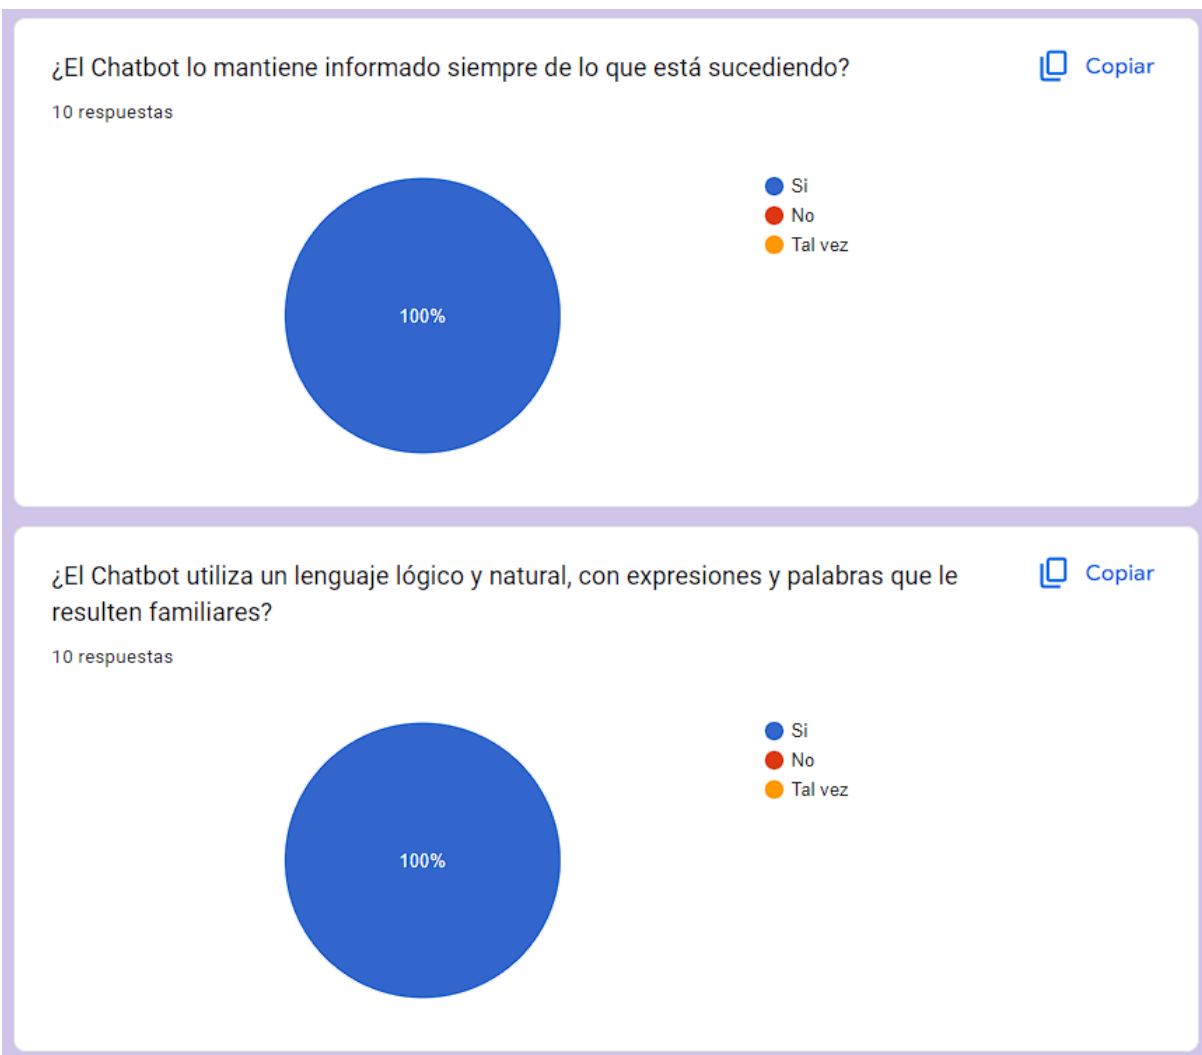 ¿El Chatbot lo mantiene informado siempre de lo que está sucediendo?
Copiar
10 respuestas
Si
No
Tal vez
100%
¿El Chatbot utiliza un lenguaje lógico y natural, con expresiones y palabras que le
resulten familiares?
Copiar
10 respuestas
Si
No
Tal vez
100%